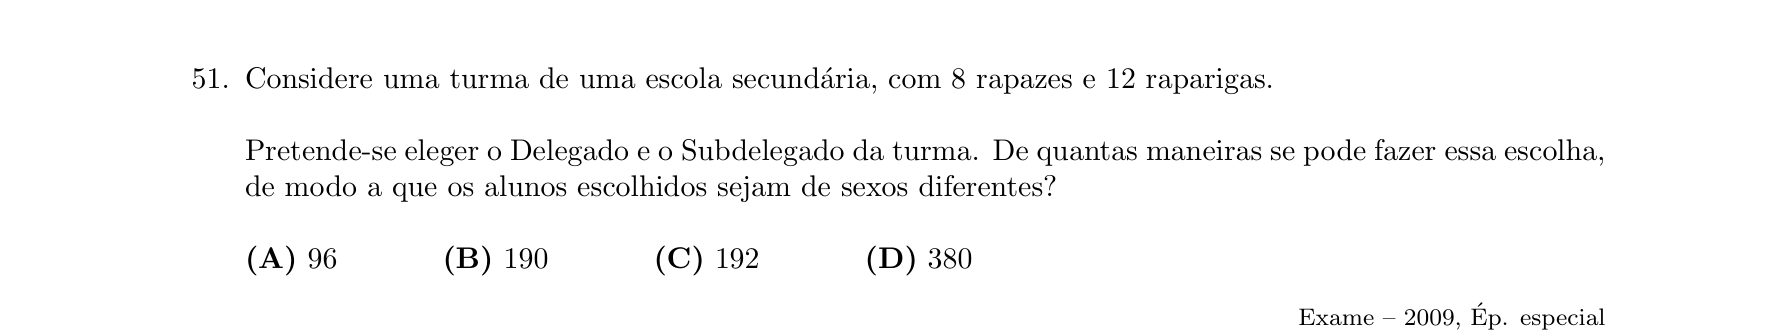 51. Considere uma turma de uma escola secundária, com 8 rapazes e 12 raparigas.
Pretende-se eleger o Delegado e o Subdelegado da turma. De quantas maneiras se pode fazer essa escolha,
de modo a que os alunos escolhidos sejam de sexos diferentes?
(A) 96 (B) 190 (C) 192 (D) 380
Exame – 2009, Ép. especial